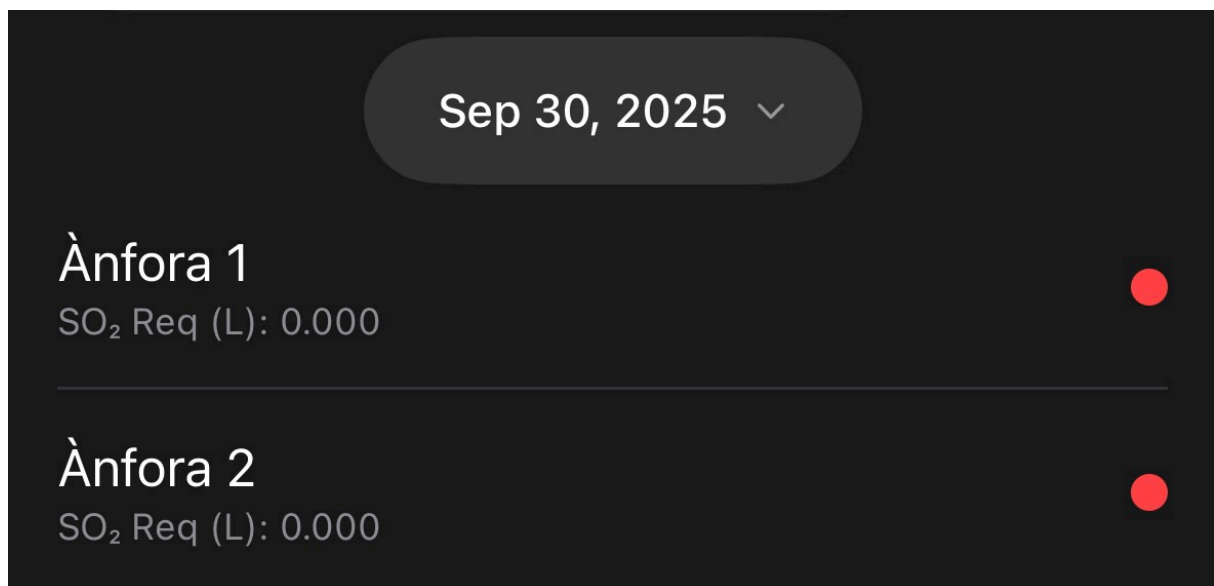 Sep 30, 2025
Ànfora 1
SO₂ Req (L): 0.000
Ànfora 2
SO₂ Req (L): 0.000